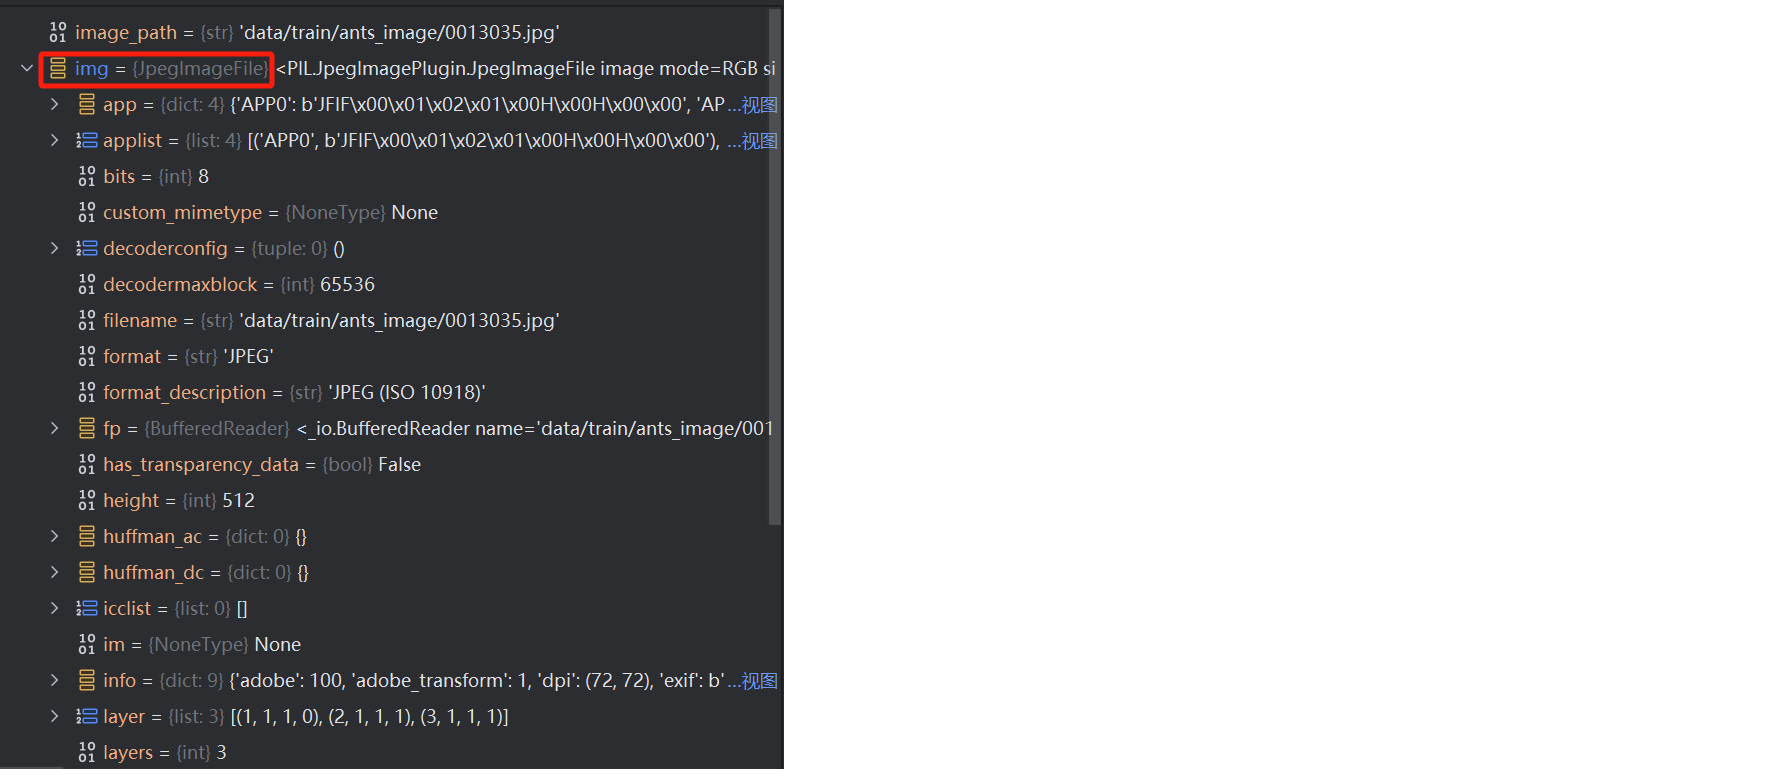 image_path = {str} 'data/train/ants_image/0013035.jpg'
img = {JpegImageFile} <PIL.JpegImagePlugin.JpegImageFile image mode=RGB si
app = {dict: 4} {'APP0': b'JFIF\x00\x01\x02\x01\x00H\x00H\x00\x00', 'AP ...视图
applist = {list: 4} [('APP0', b'JFIF\x00\x01\x02\x01\x00H\x00H\x00\x00'), ...视图
bits = {int} 8
custom_mimetype = {NoneType} None
decoderconfig = {tuple: 0} ()
decodermaxblock = {int} 65536
filename = {str} 'data/train/ants_image/0013035.jpg'
format = {str} 'JPEG'
format_description = {str} 'JPEG (ISO 10918)'
fp = {BufferedReader} <_io.BufferedReader name='data/train/ants_image/001
has_transparency_data = {bool} False
height = {int} 512
huffman_ac = {dict: 0} {}
huffman_dc = {dict: 0} {}
icclist = {list: 0} []
im = {NoneType} None
info = {dict: 9} {'adobe': 100, 'adobe_transform': 1, 'dpi': (72, 72), 'exif': b' ...视图
layer = {list: 3} [(1, 1, 1, 0), (2, 1, 1, 1), (3, 1, 1, 1)]
layers = {int} 3